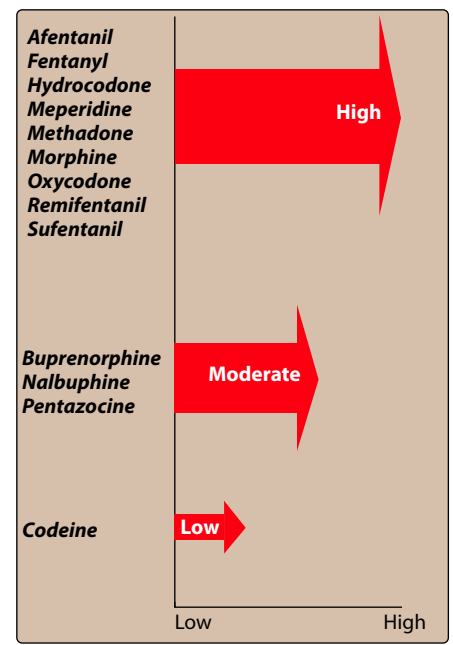 Afentanil
Fentanyl
Hydrocodone
Meperidine
Methadone
Morphine
Oxycodone
Remifentanil
Sufentanil
High
Buprenorphine
Nalbuphine
Pentazocine
Moderate
Codeine
Low
Low High